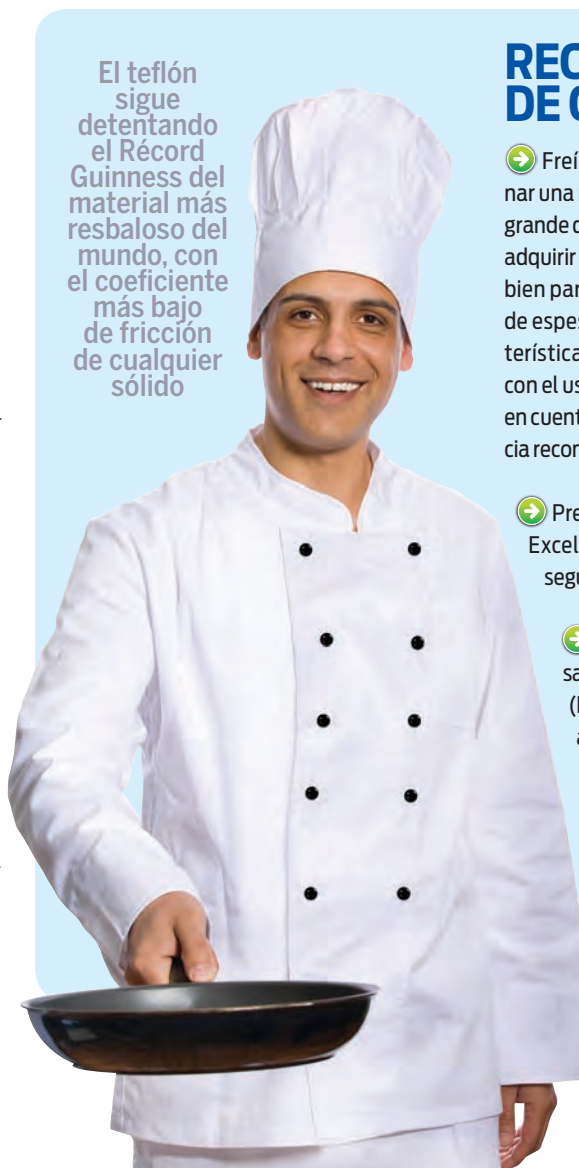 El teflón
sigue
detentando
el Récord
Guinness del
material más
resbaloso del
mundo, con
el coeficiente
más bajo
de fricción
de cualquier
sólido
REC
DE
Freí
nar una
grande
adquirir
bien par
de espe
terística
con el us
en cuent
cia recor
Pre
Excel
segu
sa